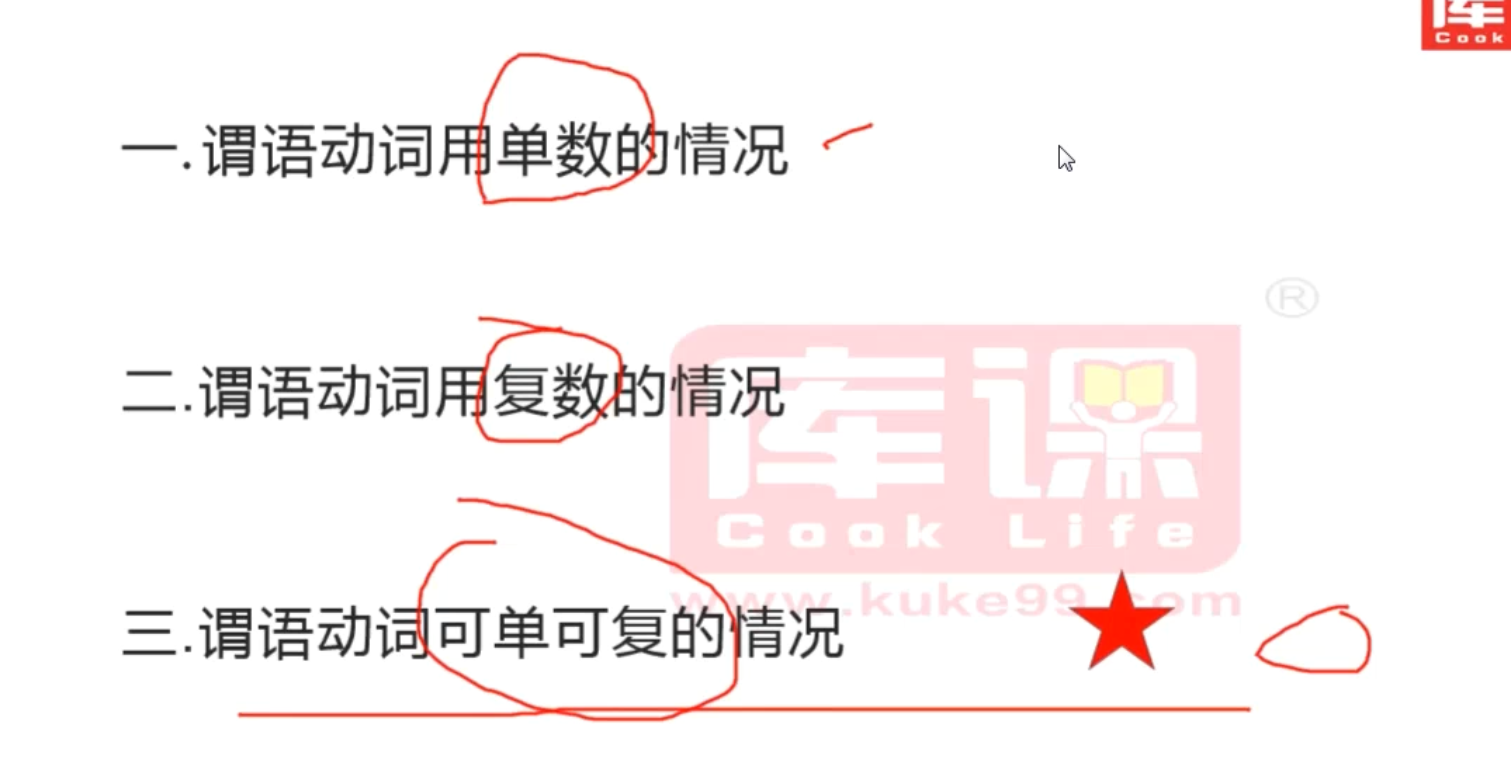 库
Cook
一.谓语动词用单数的情况
®
二.谓语动词用复数的情况
库课
Cook Life
www.kuke99.com
三.谓语动词可单可复的情况